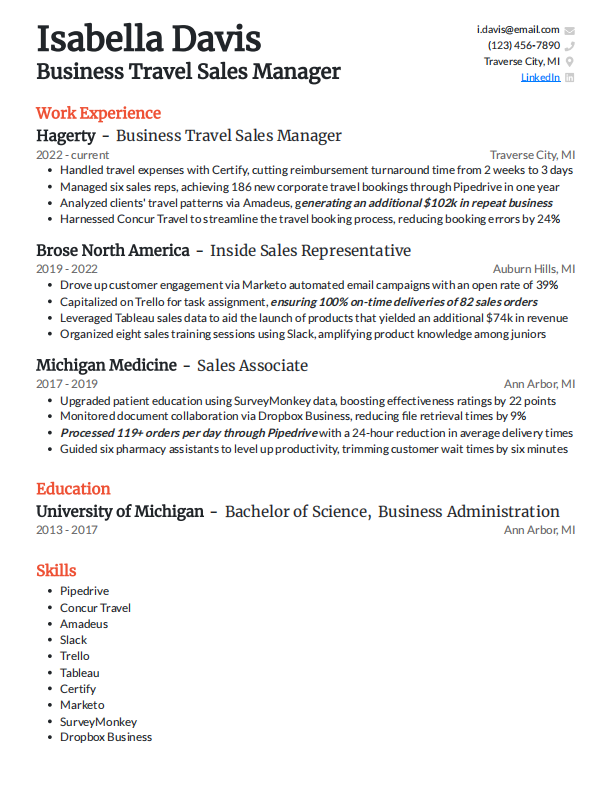 Isabella Davis
Business Travel Sales Manager
i.davis@email.com
(123) 456-7890
Traverse City, MI
LinkedIn
Work Experience
Hagerty - Business Travel Sales Manager
2022 - current Traverse City, MI
• Handled travel expenses with Certify, cutting reimbursement turnaround time from 2 weeks to 3 days
• Managed six sales reps, achieving 186 new corporate travel bookings through Pipedrive in one year
• Analyzed clients' travel patterns via Amadeus, generating an additional $102k in repeat business
• Harnessed Concur Travel to streamline the travel booking process, reducing booking errors by 24%
Brose North America - Inside Sales Representative
2019 - 2022 Auburn Hills, MI
• Drove up customer engagement via Marketo automated email campaigns with an open rate of 39%
• Capitalized on Trello for task assignment, ensuring 100% on-time deliveries of 82 sales orders
• Leveraged Tableau sales data to aid the launch of products that yielded an additional $74k in revenue
• Organized eight sales training sessions using Slack, amplifying product knowledge among juniors
Michigan Medicine - Sales Associate
2017 - 2019 Ann Arbor, MI
• Upgraded patient education using SurveyMonkey data, boosting effectiveness ratings by 22 points
• Monitored document collaboration via Dropbox Business, reducing file retrieval times by 9%
• Processed 119+ orders per day through Pipedrive with a 24-hour reduction in average delivery times
• Guided six pharmacy assistants to level up productivity, trimming customer wait times by six minutes
Education
University of Michigan - Bachelor of Science, Business Administration
2013 - 2017 Ann Arbor, MI
Skills
• Pipedrive
• Concur Travel
• Amadeus
• Slack
• Trello
• Tableau
• Certify
• Marketo
• SurveyMonkey
• Dropbox Business